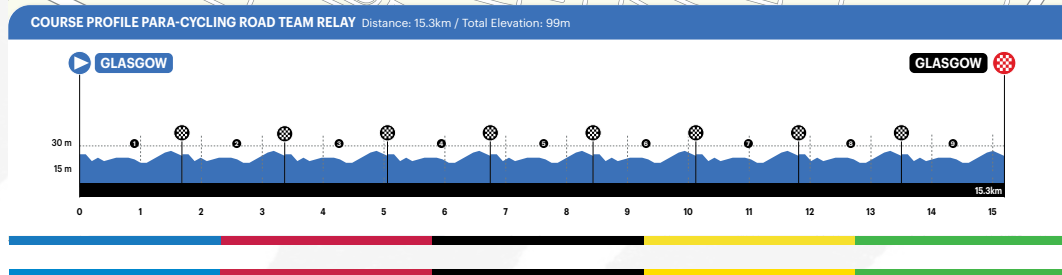 COURSE PROFILE PARA-CYCLING ROAD TEAM RELAY Distance: 15.3km / Total Elevation: 99m
GLASGOW GLASGOW
30 m 1 2 3 4 5 6 7 8 9
15 m
15.3km
0 1 2 3 4 5 6 7 8 9 10 11 12 13 14 15